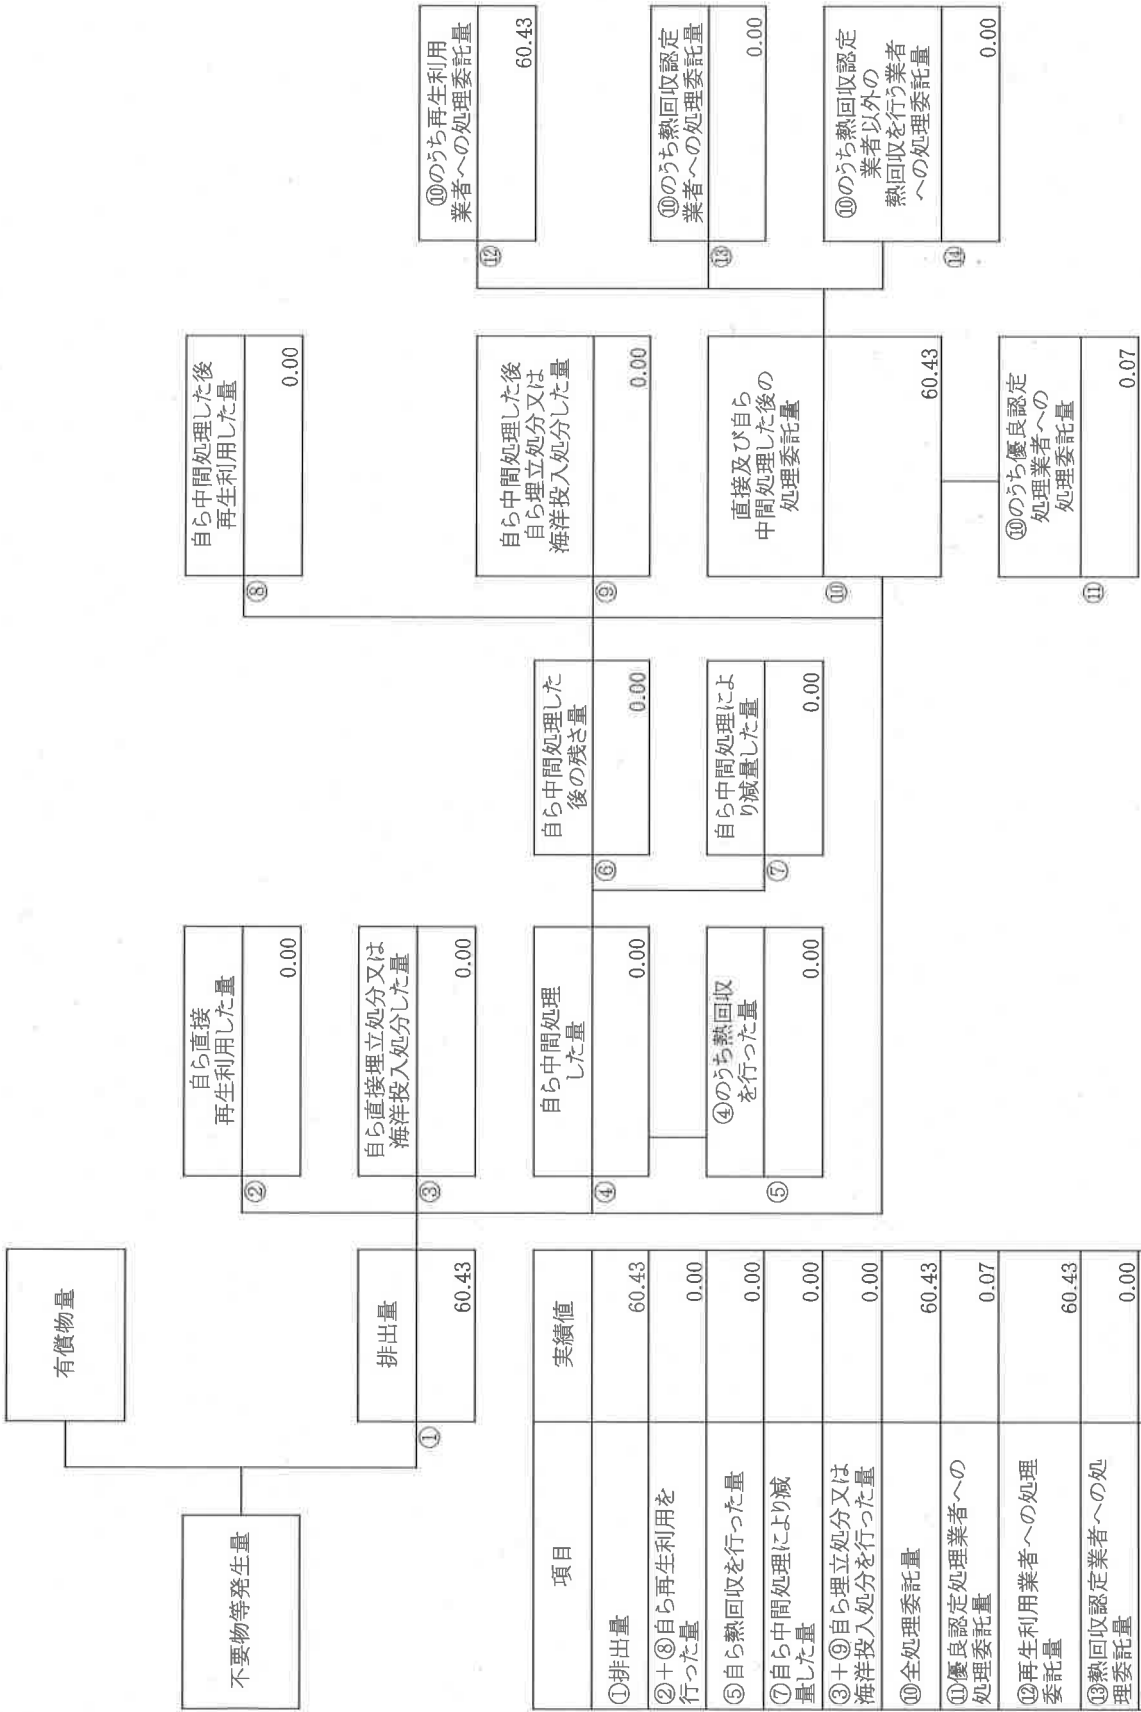 不要物等発生量
有償物量
①
排出量
60.43
②
自ら直接
再生利用した量
0.00
③
自ら直接埋立処分又は
海洋投入処分した量
0.00
④
自ら中間処理
した量
0.00
⑤
④のうち熱回収
を行った量
0.00
⑥
自ら中間処理した
後の残さ量
0.00
⑦
自ら中間処理によ
り減量した量
0.00
⑧
自ら中間処理した後
再生利用した量
0.00
⑨
自ら中間処理した後
自ら埋立処分又は
海洋投入処分した量
0.00
⑩
直接及び自ら
中間処理した後の
処理委託量
60.43
⑪
⑩のうち優良認定
処理業者への
処理委託量
0.07
⑫
⑩のうち再生利用
業者への処理委託量
60.43
⑬
⑩のうち熱回収認定
業者への処理委託量
0.00
⑭
⑩のうち熱回収認定
業者以外の
熱回収を行う業者
への処理委託量
0.00
項目
実績値
①排出量
60.43
②+⑧自ら再生利用を
行った量
0.00
⑤自ら熱回収を行った量
0.00
⑦自ら中間処理により減
量した量
0.00
③+⑨自ら埋立処分又は
海洋投入処分を行った量
0.00
⑩全処理委託量
60.43
⑪優良認定処理業者への
処理委託量
0.07
⑫再生利用業者への処理
委託量
60.43
⑬熱回収認定業者への処
理委託量
0.00